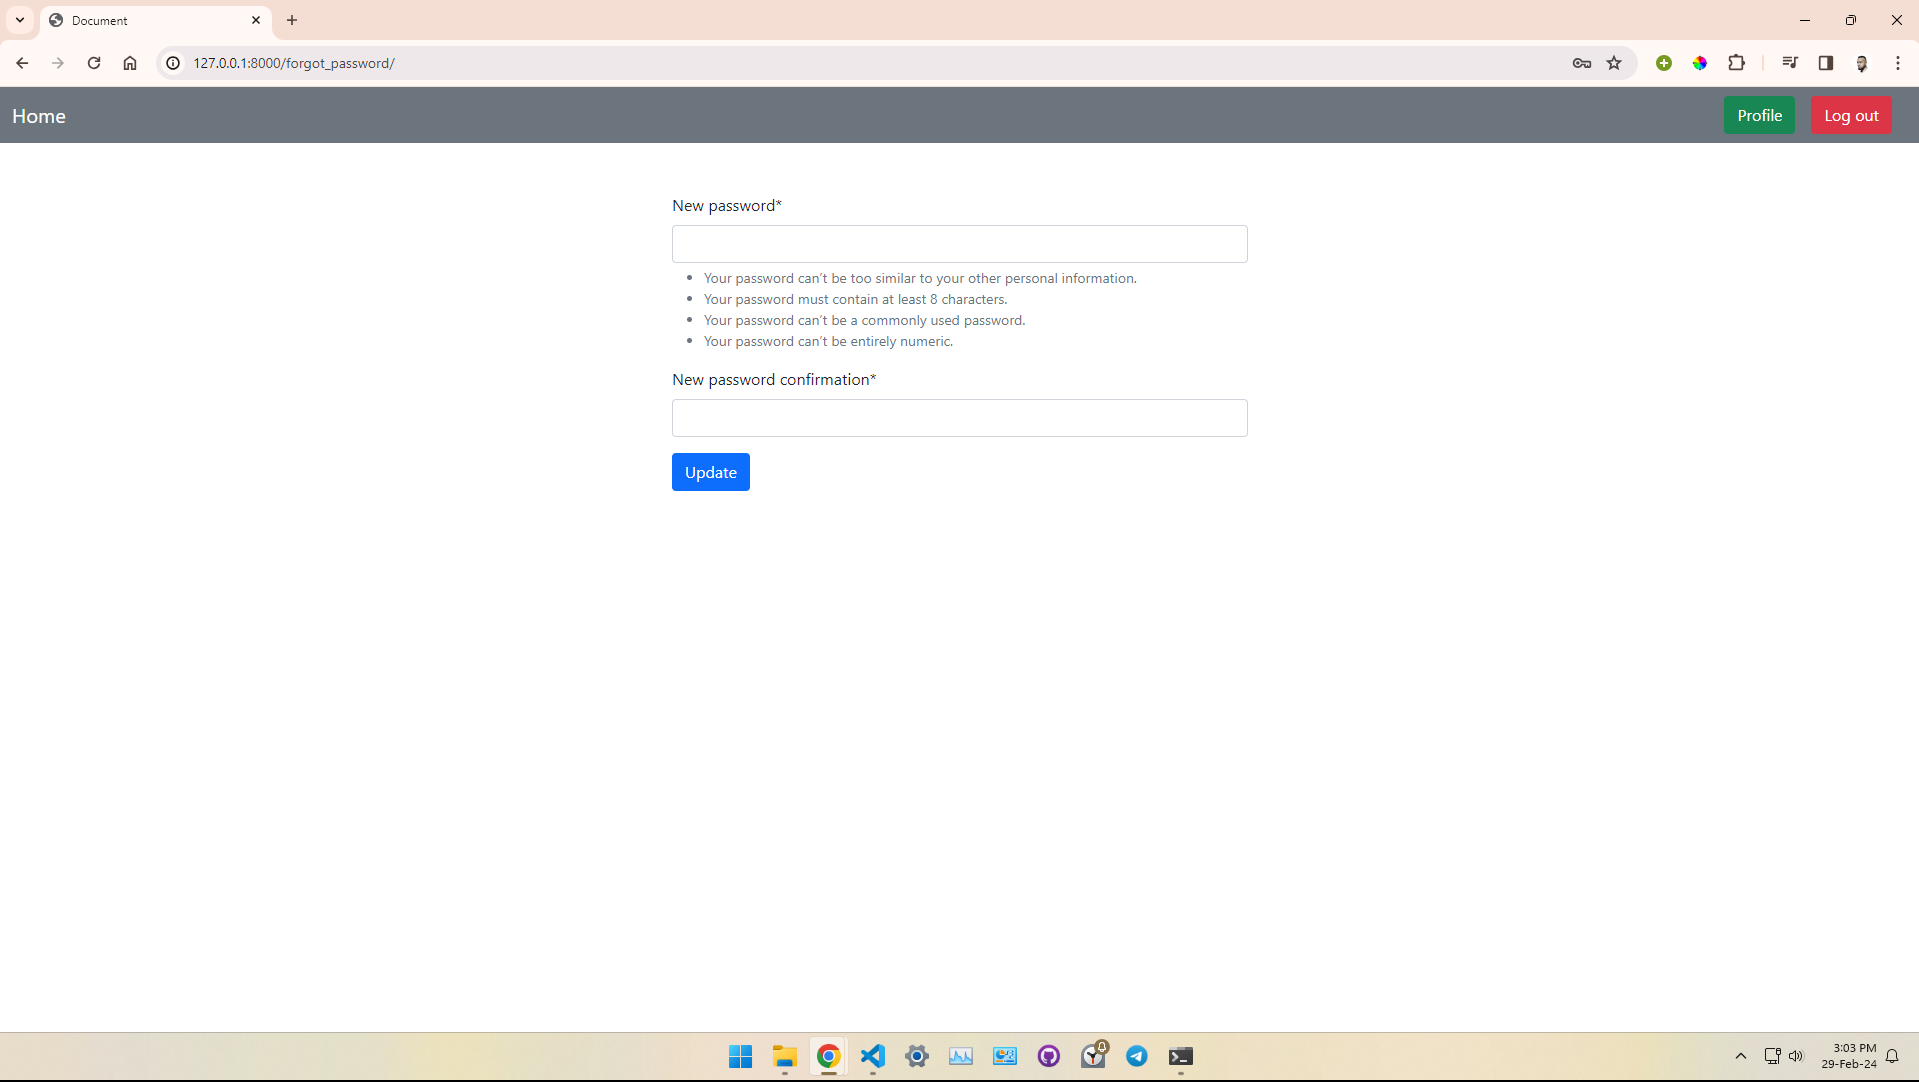 Document
127.0.0.1:8000/forgot_password/
Home
Profile
Log out
New password*
Your password can’t be too similar to your other personal information.
Your password must contain at least 8 characters.
Your password can’t be a commonly used password.
Your password can’t be entirely numeric.
New password confirmation*
Update
3:03 PM
29-Feb-24